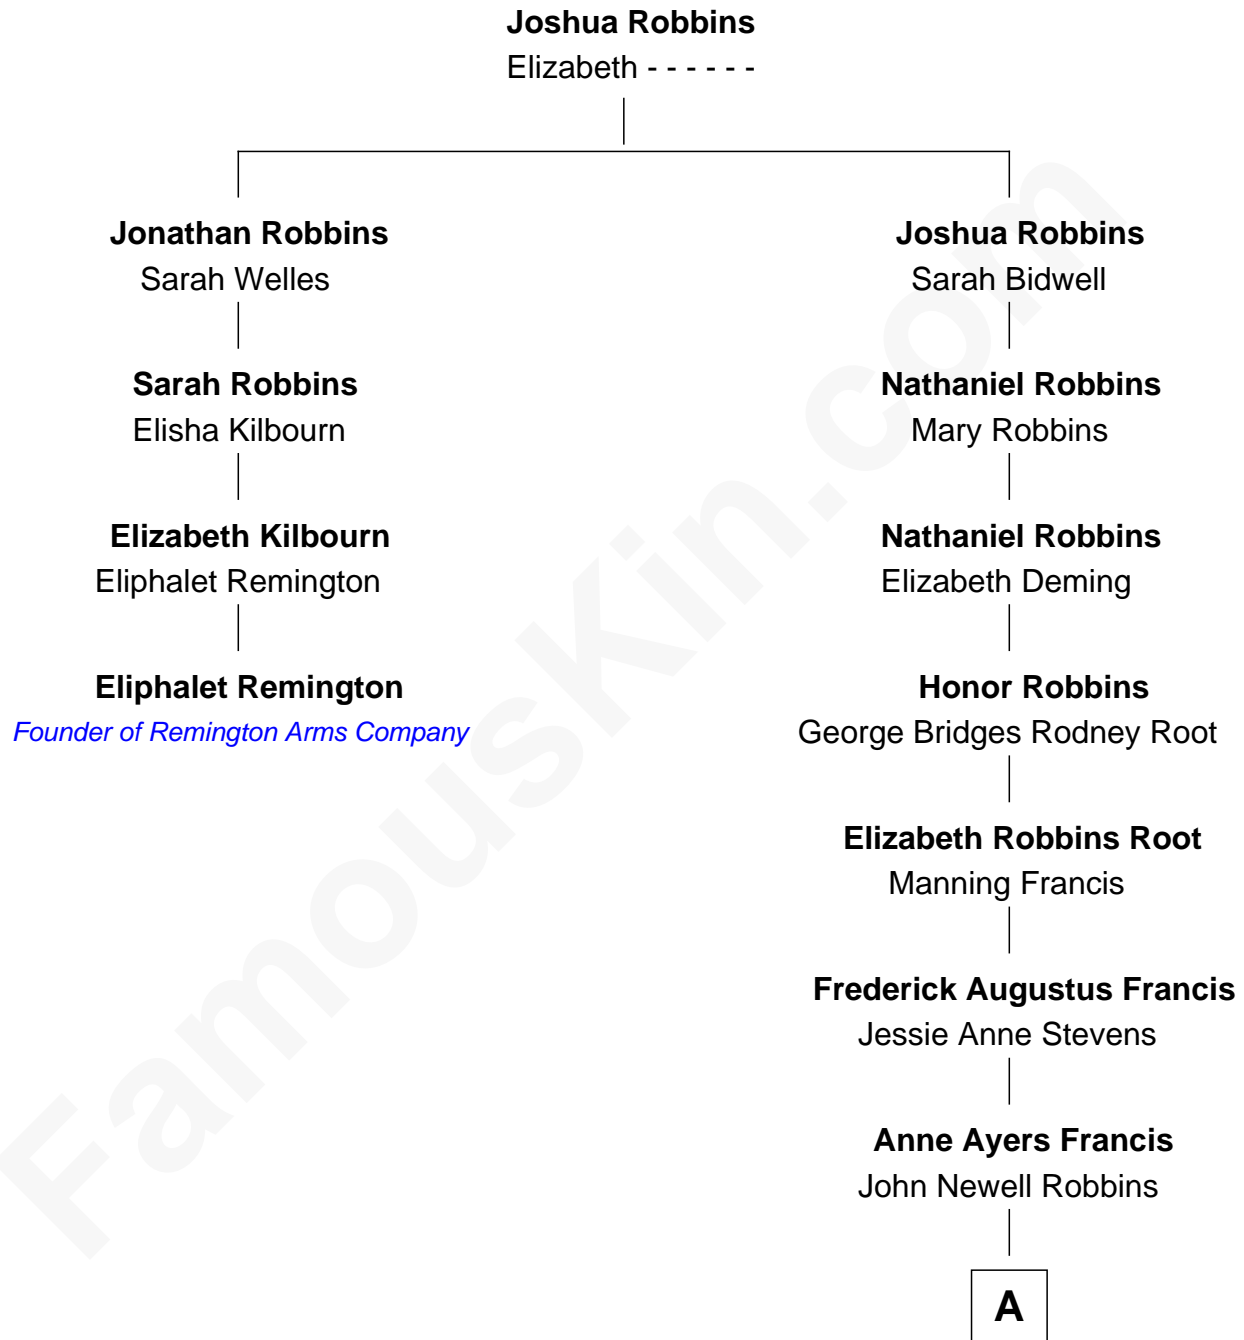 Joshua Robbins
Elizabeth - - - - - -
Jonathan Robbins
Sarah Welles
Joshua Robbins
Sarah Bidwell
Sarah Robbins
Elisha Kilbourn
Nathaniel Robbins
Mary Robbins
Elizabeth Kilbourn
Eliphalet Remington
Nathaniel Robbins
Elizabeth Deming
Eliphalet Remington
Founder of Remington Arms Company
Honor Robbins
George Bridges Rodney Root
Elizabeth Robbins Root
Manning Francis
Frederick Augustus Francis
Jessie Anne Stevens
Anne Ayers Francis
John Newell Robbins
A
FamousKin.com